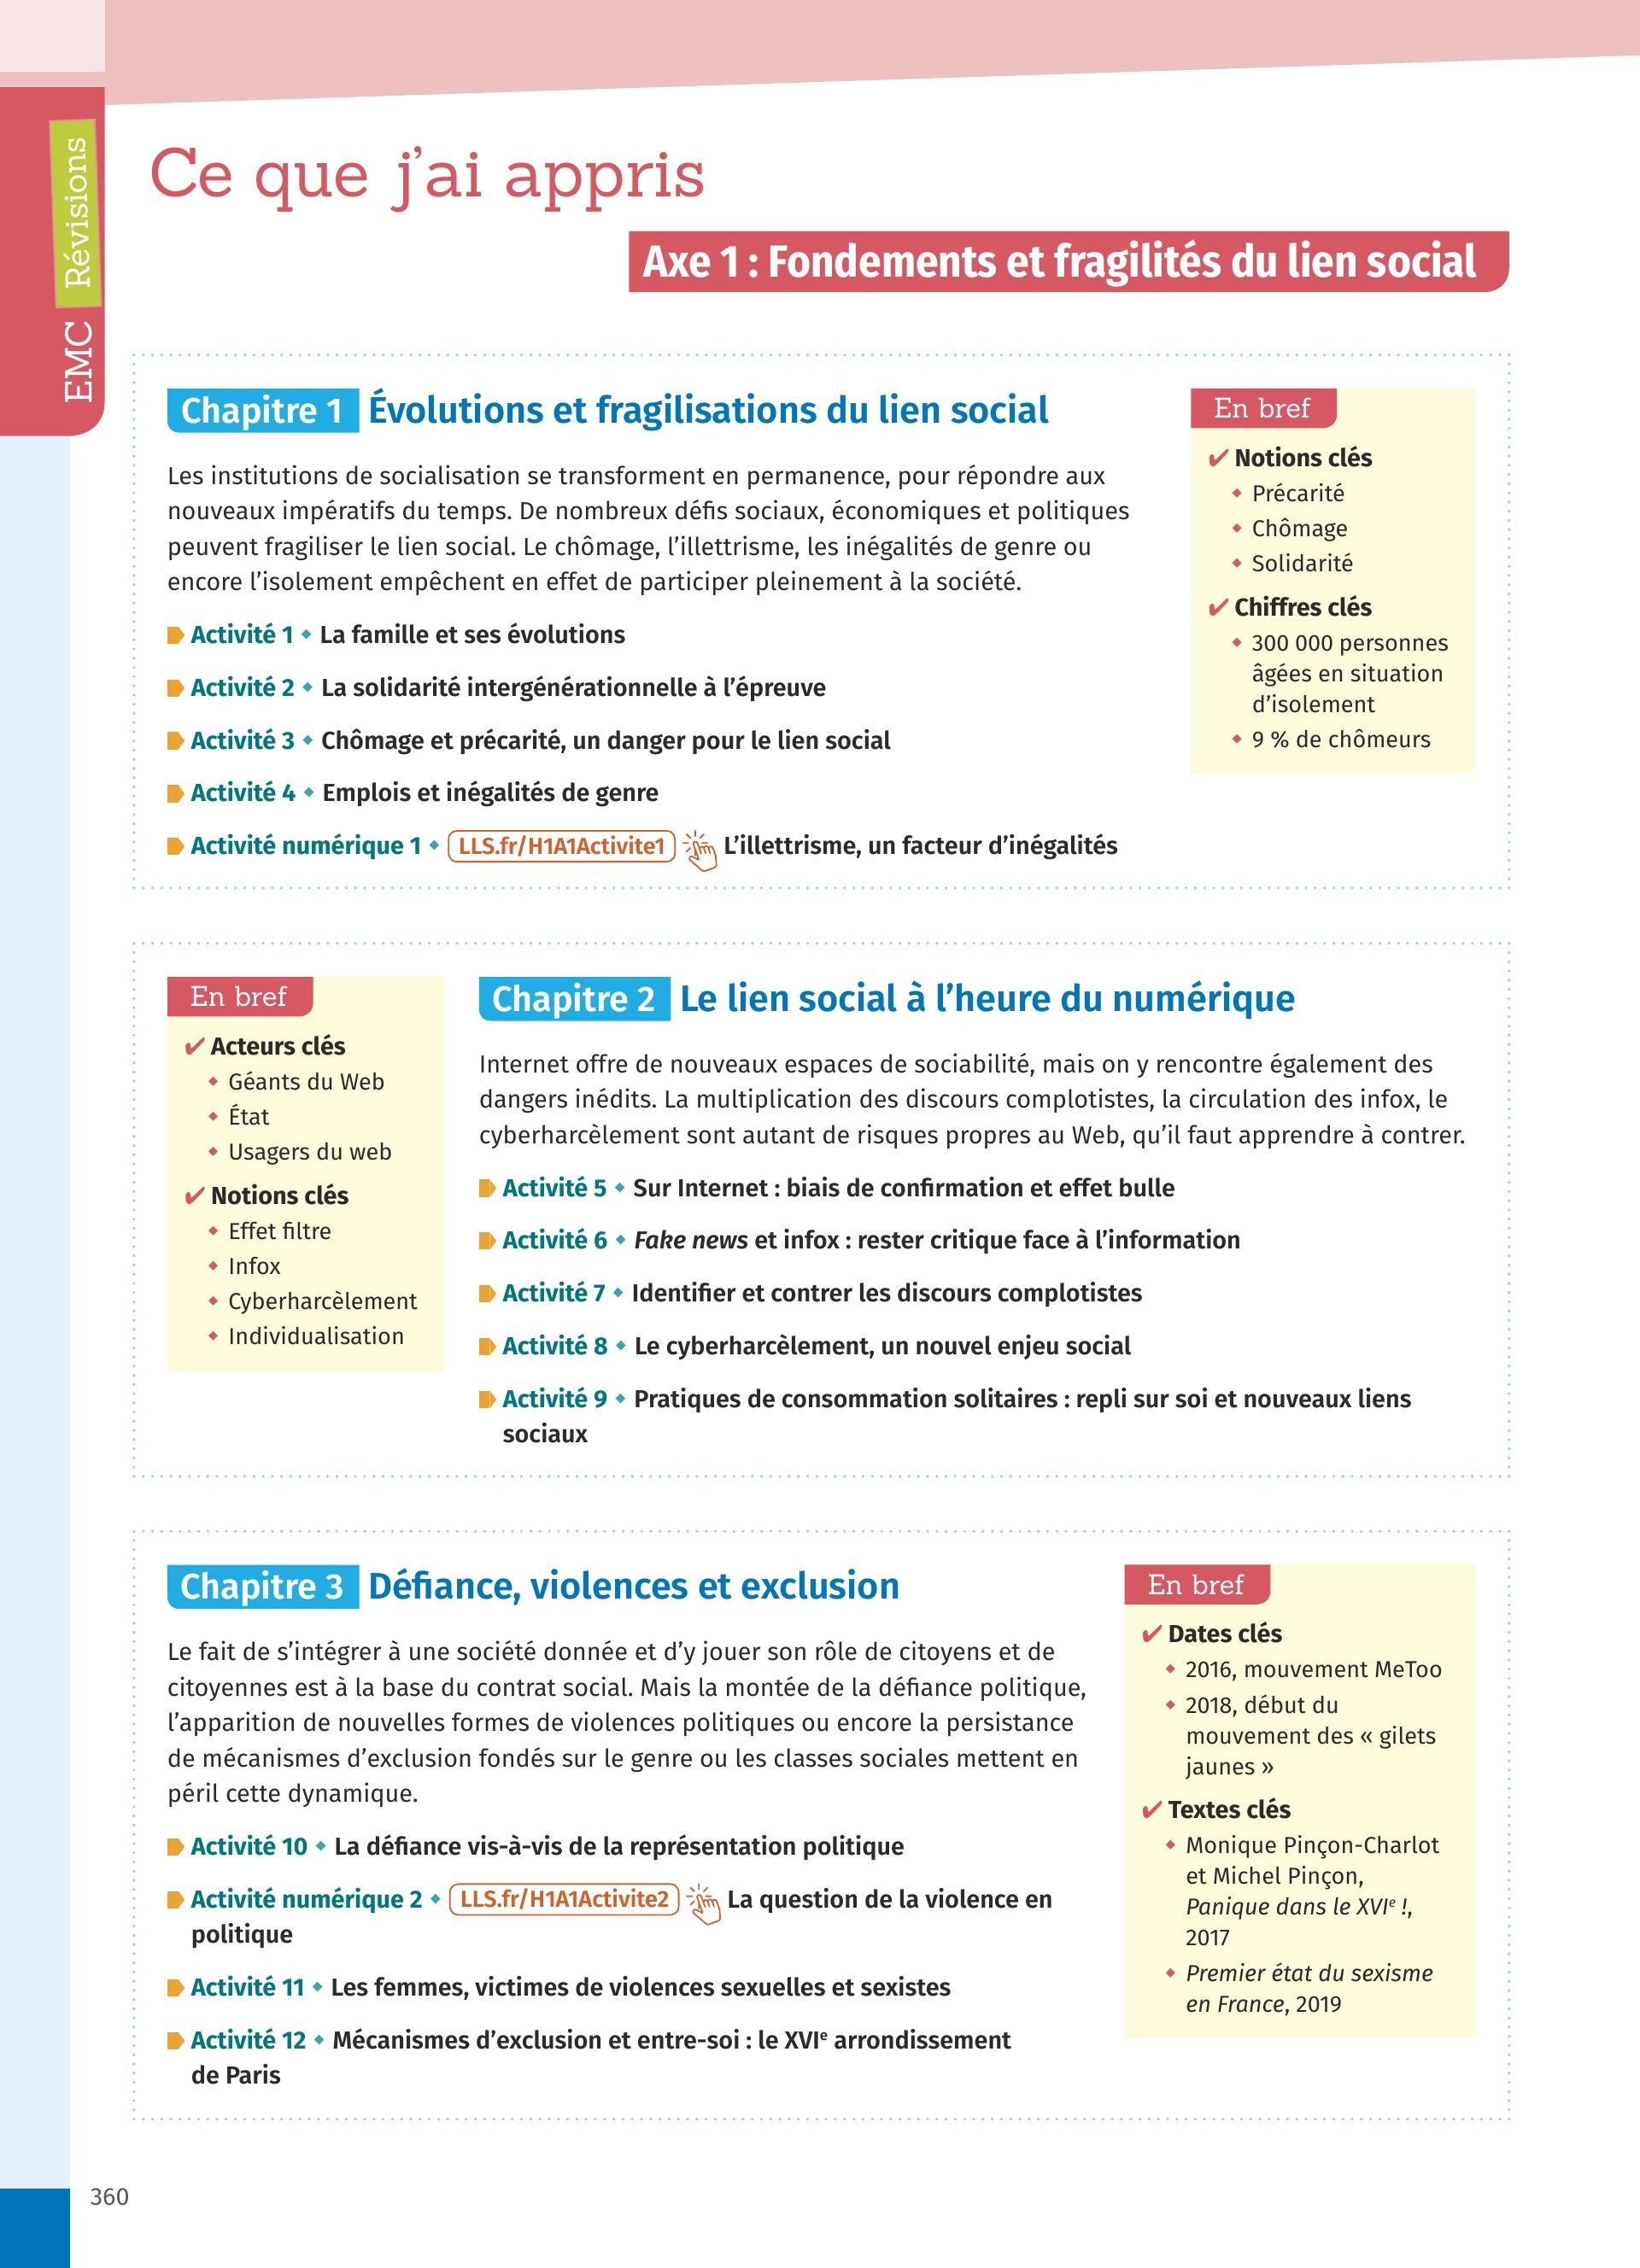 EMC Révisions
Ce que j’ai appris
Axe 1 : Fondements et fragilités du lien social
Chapitre 1 Évolutions et fragilisations du lien social
Les institutions de socialisation se transforment en permanence, pour répondre aux
nouveaux impératifs du temps. De nombreux défis sociaux, économiques et politiques
peuvent fragiliser le lien social. Le chômage, l’illettrisme, les inégalités de genre ou
encore l’isolement empêchent en effet de participer pleinement à la société.
Activité 1 • La famille et ses évolutions
Activité 2 • La solidarité intergénérationnelle à l’épreuve
Activité 3 • Chômage et précarité, un danger pour le lien social
Activité 4 • Emplois et inégalités de genre
Activité numérique 1 • LLS.fr/H1A1Activite1 L’illettrisme, un facteur d’inégalités
En bref
✔ Notions clés
• Précarité
• Chômage
• Solidarité
✔ Chiffres clés
• 300 000 personnes
âgées en situation
d’isolement
• 9 % de chômeurs
En bref
✔ Acteurs clés
• Géants du Web
• État
• Usagers du web
✔ Notions clés
• Effet filtre
• Infox
• Cyberharcèlement
• Individualisation
Chapitre 2 Le lien social à l’heure du numérique
Internet offre de nouveaux espaces de sociabilité, mais on y rencontre également des
dangers inédits. La multiplication des discours complotistes, la circulation des infox, le
cyberharcèlement sont autant de risques propres au Web, qu’il faut apprendre à contrer.
Activité 5 • Sur Internet : biais de confirmation et effet bulle
Activité 6 • Fake news et infox : rester critique face à l’information
Activité 7 • Identifier et contrer les discours complotistes
Activité 8 • Le cyberharcèlement, un nouvel enjeu social
Activité 9 • Pratiques de consommation solitaires : repli sur soi et nouveaux liens
sociaux
Chapitre 3 Défiance, violences et exclusion
Le fait de s’intégrer à une société donnée et d’y jouer son rôle de citoyens et de
citoyennes est à la base du contrat social. Mais la montée de la défiance politique,
l’apparition de nouvelles formes de violences politiques ou encore la persistance
de mécanismes d’exclusion fondés sur le genre ou les classes sociales mettent en
péril cette dynamique.
Activité 10 • La défiance vis-à-vis de la représentation politique
Activité numérique 2 • LLS.fr/H1A1Activite2 La question de la violence en
politique
Activité 11 • Les femmes, victimes de violences sexuelles et sexistes
Activité 12 • Mécanismes d’exclusion et entre-soi : le XVIe arrondissement
de Paris
En bref
✔ Dates clés
• 2016, mouvement MeToo
• 2018, début du
mouvement des « gilets
jaunes »
✔ Textes clés
• Monique Pinçon-Charlot
et Michel Pinçon,
Panique dans le XVIe !,
2017
• Premier état du sexisme
en France, 2019
360